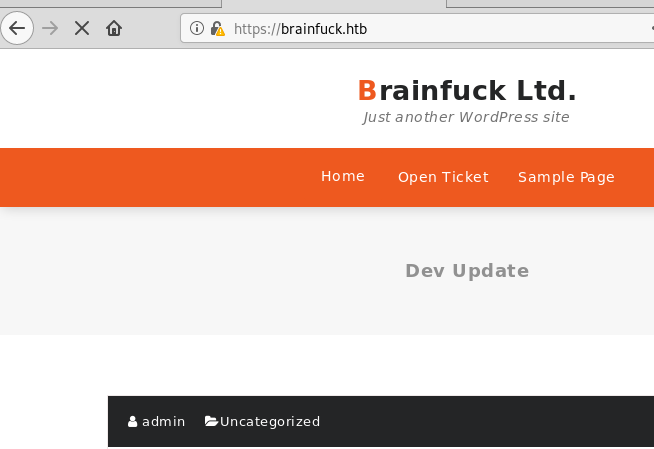 https://brainfuck.htb
Brainfuck Ltd.
Just another WordPress site
Home Open Ticket Sample Page
Dev Update
admin Uncategorized